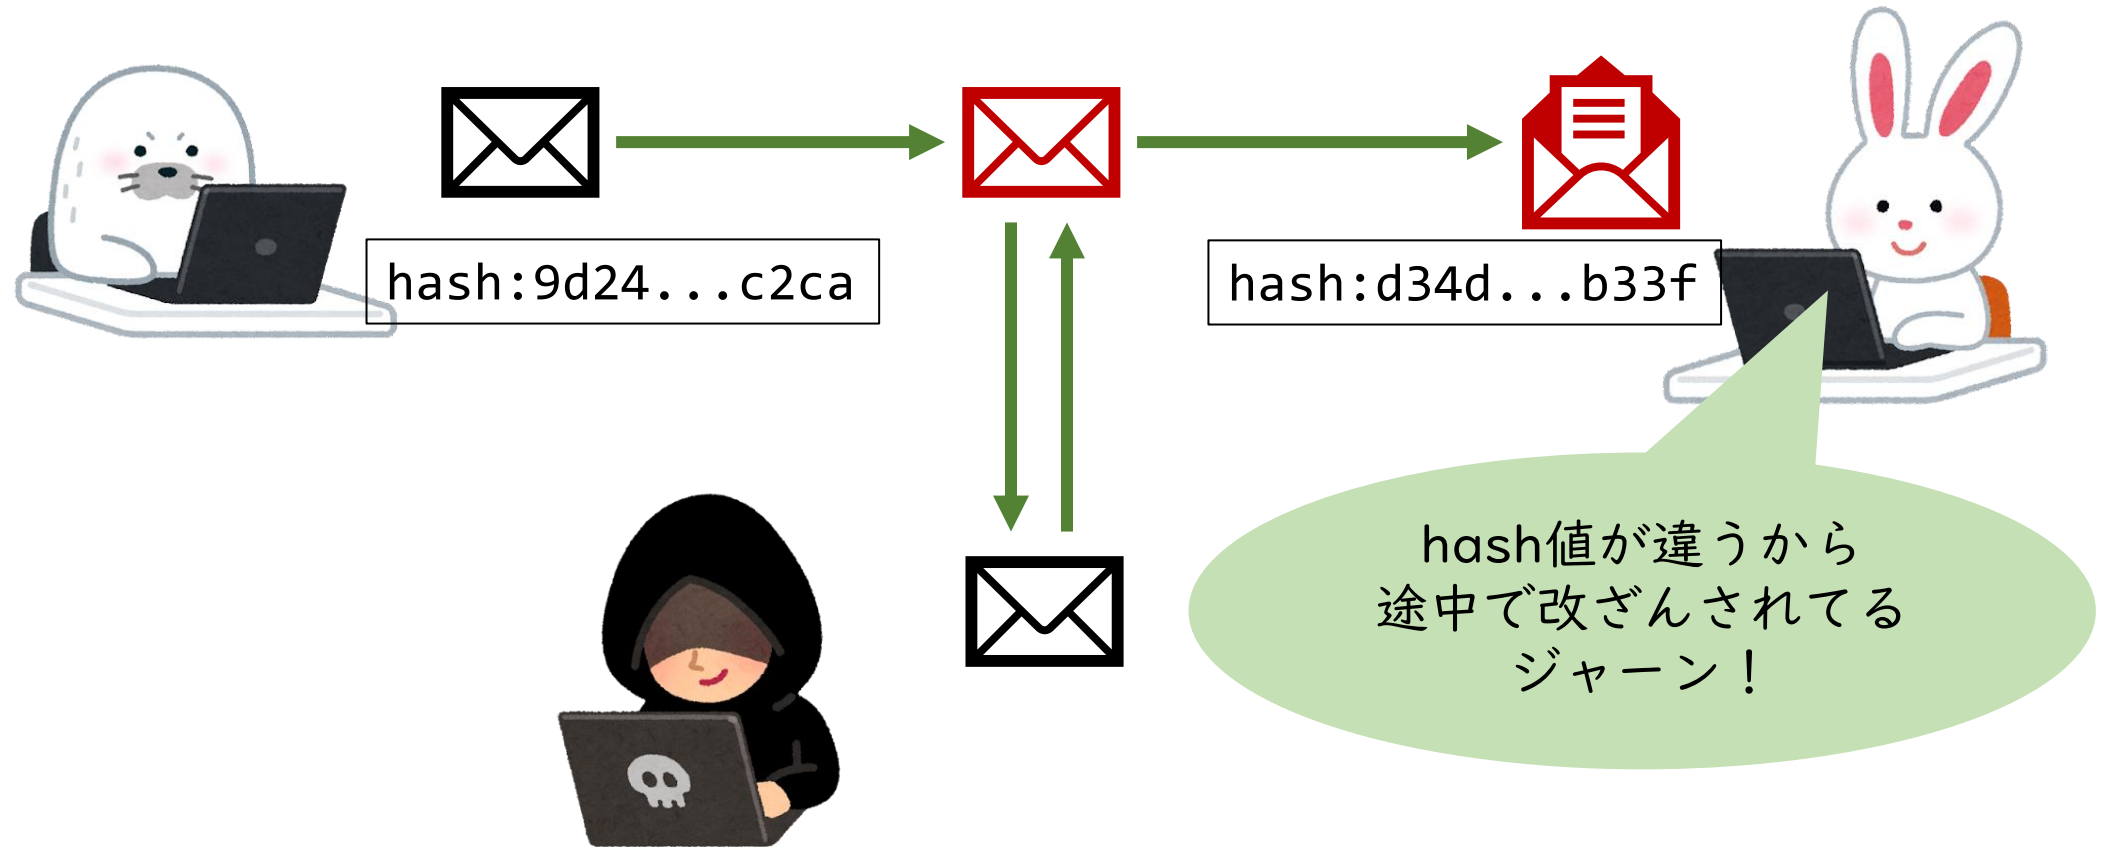 hash:9d24...c2ca
hash:d34d...b33f
hash値が違うから
途中で改ざんされてる
ジャーン！